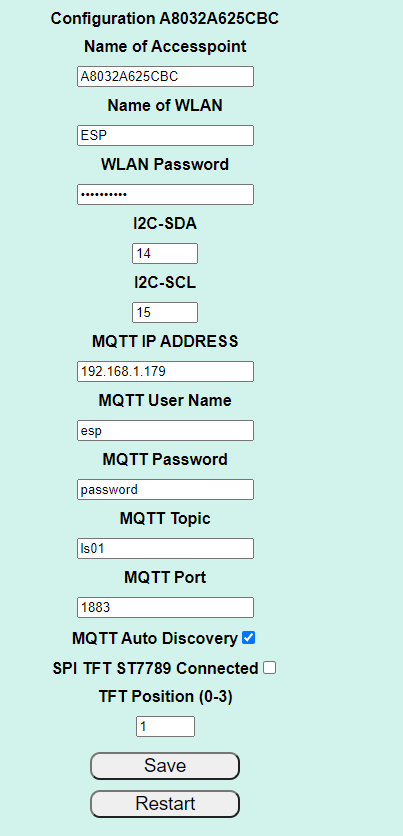 Configuration A8032A625CBC
Name of Accesspoint
A8032A625CBC
Name of WLAN
ESP
WLAN Password
••••••••••
I2C-SDA
14
I2C-SCL
15
MQTT IP ADDRESS
192.168.1.179
MQTT User Name
esp
MQTT Password
password
MQTT Topic
ls01
MQTT Port
1883
MQTT Auto Discovery
SPI TFT ST7789 Connected
TFT Position (0-3)
1
Save
Restart